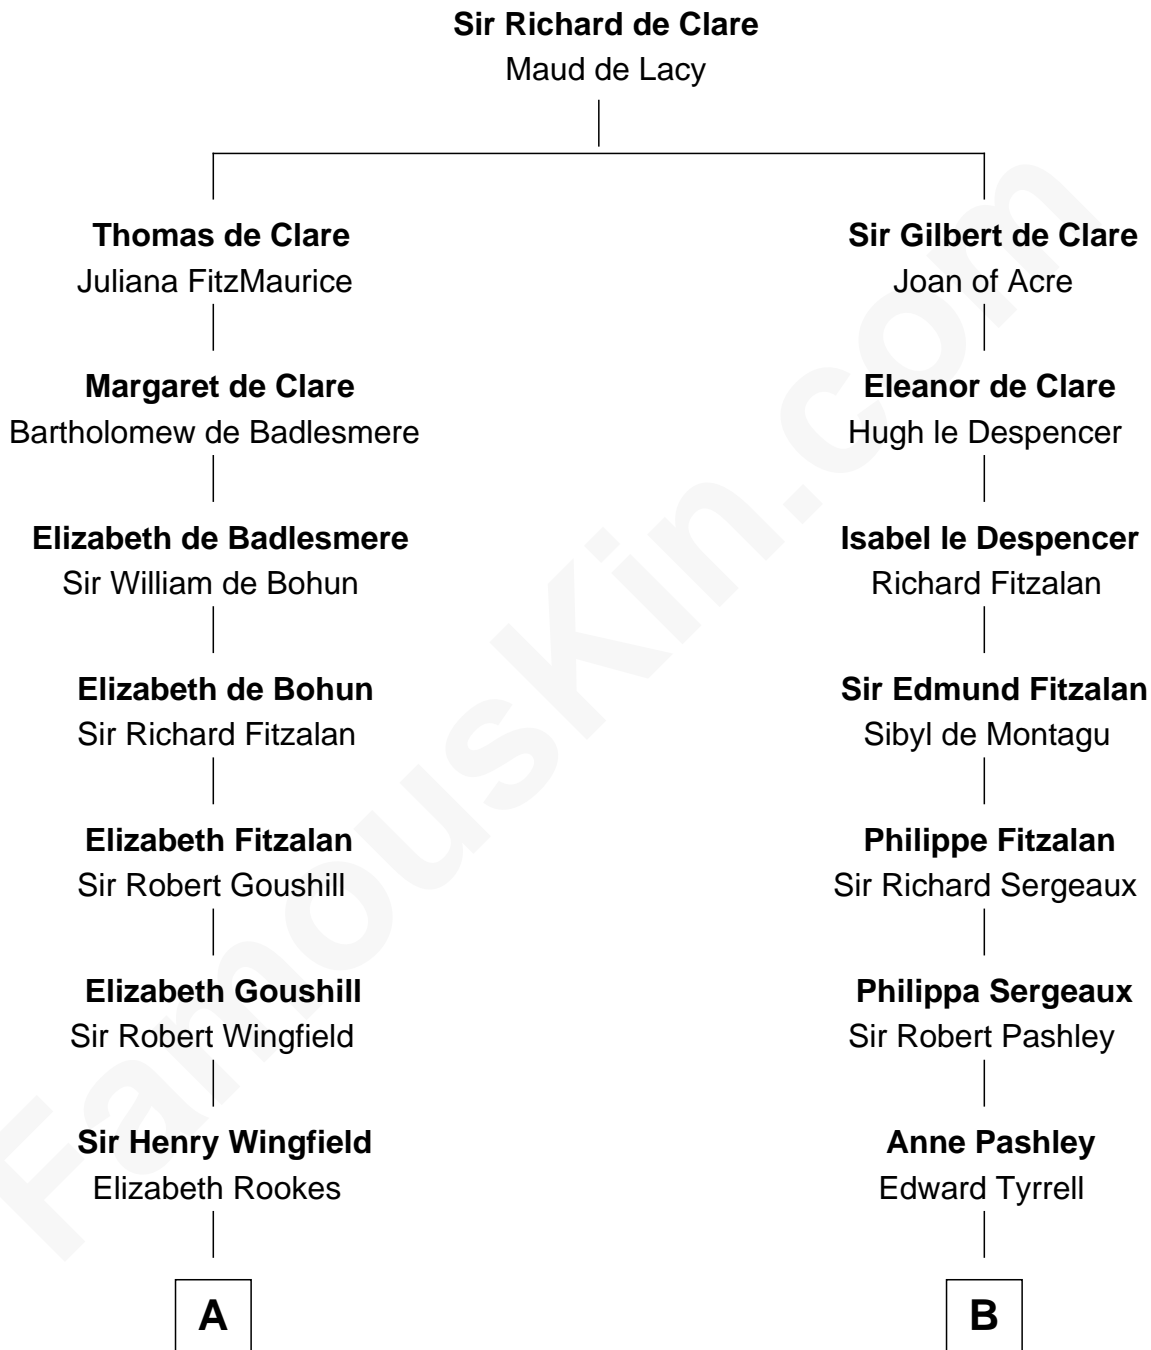 Sir Richard de Clare
Maud de Lacy
Thomas de Clare
Juliana FitzMaurice
Margaret de Clare
Bartholomew de Badlesmere
Elizabeth de Badlesmere
Sir William de Bohun
Elizabeth de Bohun
Sir Richard Fitzalan
Elizabeth Fitzalan
Sir Robert Goushill
Elizabeth Goushill
Sir Robert Wingfield
Sir Henry Wingfield
Elizabeth Rookes
A
Sir Gilbert de Clare
Joan of Acre
Eleanor de Clare
Hugh le Despencer
Isabel le Despencer
Richard Fitzalan
Sir Edmund Fitzalan
Sibyl de Montagu
Philippe Fitzalan
Sir Richard Sergeaux
Philippa Sergeaux
Sir Robert Pashley
Anne Pashley
Edward Tyrrell
B
FamousKin.com